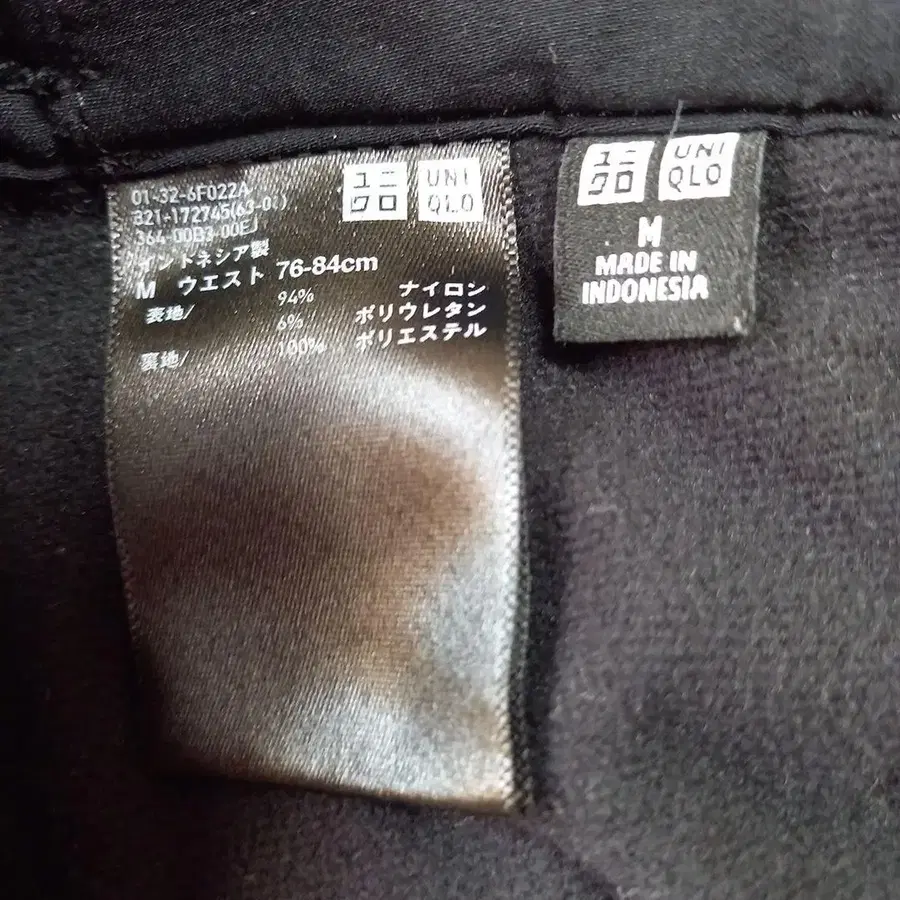 01-32-6F022A
321-172745(63-0
364-00B3-00EJ
ユニ UNI
クロ QLO
インドネシア製
M ウエスト 76-84cm
表地/ 94% ナイロン
6% ポリウレタン
裏地/ 100% ポリエステル
ユニ UNI
クロ QLO
M
MADE IN
INDONESIA